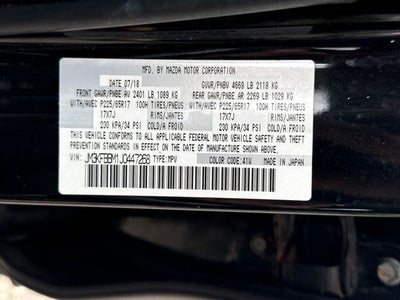 MFD. BY MAZDA MOTOR CORPORATION
DATE 07/18 GVWR/PNBV 4669 LB 2118 KG
FRONT GAWR/PNBE AV 2401 LB 1089 KG REAR GAWR/PNBE AR 2269 LB 1029 KG
WITH/AVEC P225/65R17 100H TIRES/PNEUS WITH/AVEC P225/65R17 100H TIRES/PNEUS
17X7J RIMS/JANTES 17X7J RIMS/JANTES
230 KPA/34 PSI COLD/A FROID 230 KPA/34 PSI COLD/A FROID
THIS VEHICLE CONFORMS TO ALL APPLICABLE FEDERAL MOTOR VEHICLE SAFETY,
BUMPER, AND THEFT PREVENTION STANDARDS IN EFFECT ON THE DATE OF
MANUFACTURE SHOWN ABOVE.
VIN: JM3KFBBM1J0447268 TYPE:MPV
COLOR CODE:41W MADE IN JAPAN